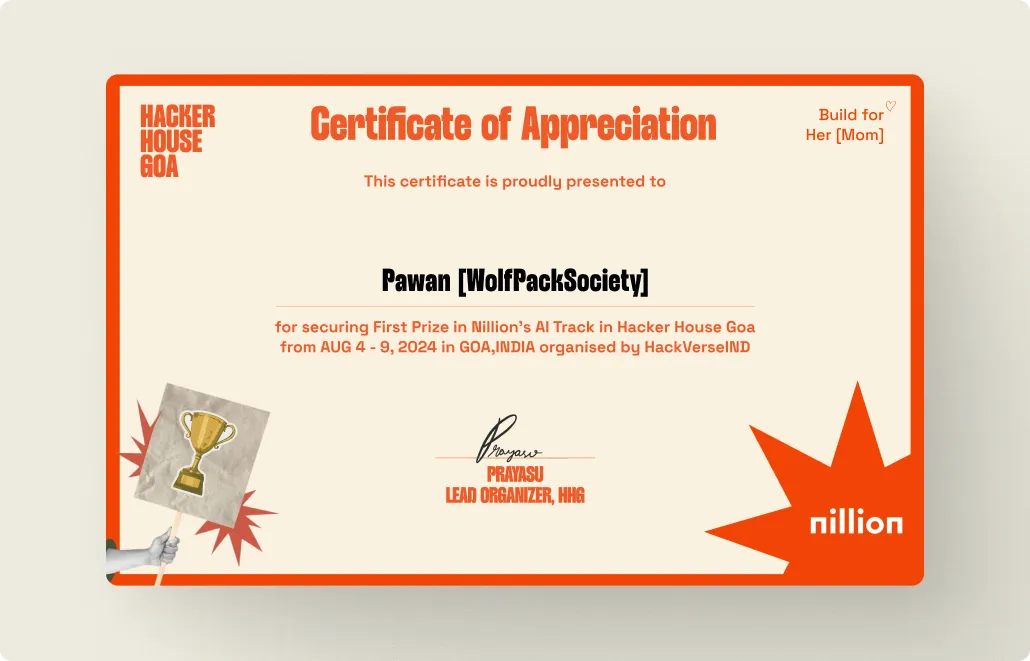 HACKER
HOUSE
GOA
Certificate of Appreciation
Build for♡
Her [Mom]
This certificate is proudly presented to
Pawan [WolfPackSociety]
for securing First Prize in Nillion's AI Track in Hacker House Goa
from AUG 4 - 9, 2024 in GOA,INDIA organised by HackVerseIND
Prayasu
PRAYASU
LEAD ORGANIZER, HHG
nillion